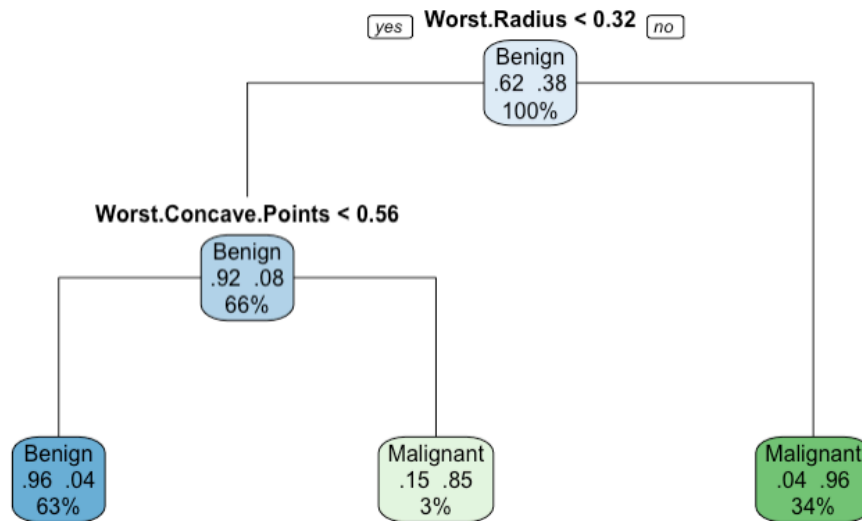 yes Worst.Radius < 0.32 no
Benign
.62 .38
100%
Worst.Concave.Points < 0.56
Benign
.92 .08
66%
Benign
.96 .04
63%
Malignant
.15 .85
3%
Malignant
.04 .96
34%